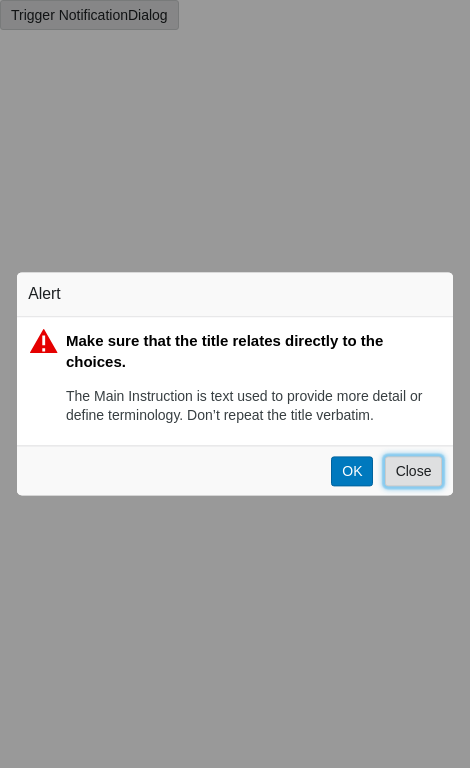 Trigger NotificationDialog
Alert
Make sure that the title relates directly to the
choices.
The Main Instruction is text used to provide more detail or
define terminology. Don’t repeat the title verbatim.
OK Close